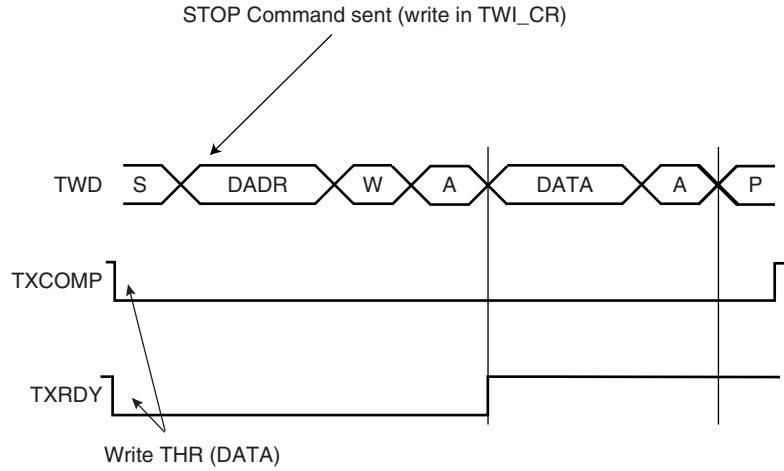 STOP Command sent (write in TWI_CR)
TWD S DADR W A DATA A P
TXCOMP
TXRDY
Write THR (DATA)